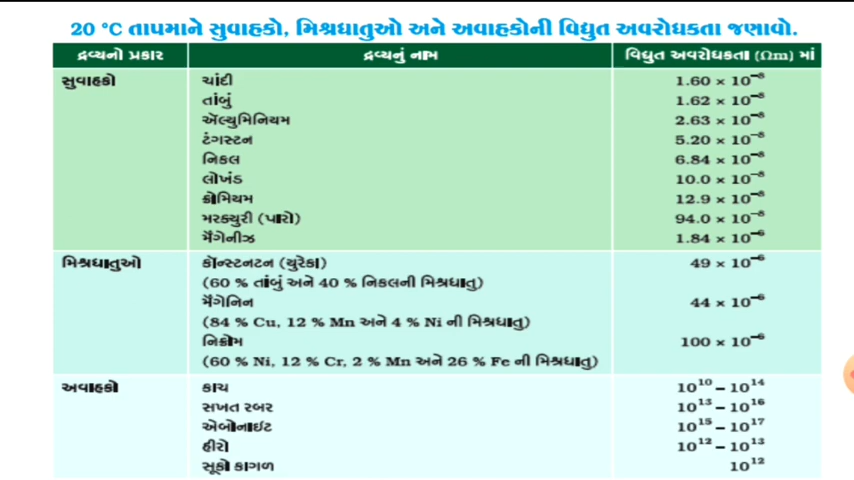 20 °C તાપમાને સુવાહકો, મિશ્રધાતુઓ અને અવાહકોની વિદ્યુત અવરોધકતા જણાવો.
દ્રવ્યનો પ્રકાર દ્રવ્યનું નામ વિદ્યુત અવરોધકતા (Ωm) માં
સુવાહકો ચાંદી 1.60 × 10⁻⁸
તાંબું 1.62 × 10⁻⁸
ઍલ્યુમિનિયમ 2.63 × 10⁻⁸
ટંગસ્ટન 5.20 × 10⁻⁸
નિકલ 6.84 × 10⁻⁸
લોખંડ 10.0 × 10⁻⁸
ક્રોમિયમ 12.9 × 10⁻⁸
મરક્યુરી (પારો) 94.0 × 10⁻⁸
મેંગેનીઝ 1.84 × 10⁻⁶
મિશ્રધાતુઓ કૉન્સ્ટનટન (યુરેકા) 49 × 10⁻⁶
(60 % તાંબું અને 40 % નિકલની મિશ્રધાતુ)
મૅંગેનિન 44 × 10⁻⁶
(84 % Cu, 12 % Mn અને 4 % Ni ની મિશ્રધાતુ)
નિક્રોમ 100 × 10⁻⁶
(60 % Ni, 12 % Cr, 2 % Mn અને 26 % Fe ની મિશ્રધાતુ)
અવાહકો કાચ 10¹⁰ – 10¹⁴
સખત રબર 10¹³ – 10¹⁶
એબોનાઈટ 10¹⁵ – 10¹⁷
હીરો 10¹² – 10¹³
સૂકો કાગળ 10¹²